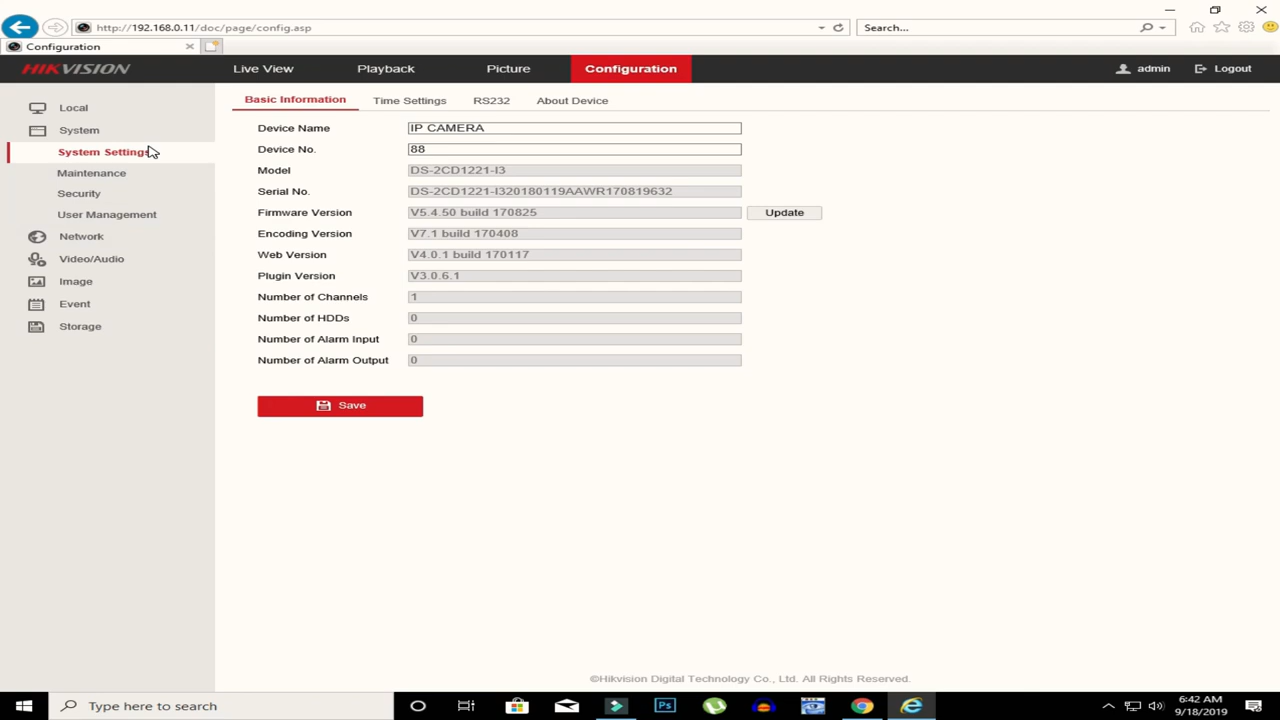 http://192.168.0.11/doc/page/config.asp
Search...
Configuration
HIKVISION
Live View
Playback
Picture
Configuration
admin
Logout
Local
System
System Settings
Maintenance
Security
User Management
Network
Video/Audio
Image
Event
Storage
Basic Information
Time Settings
RS232
About Device
Device Name IP CAMERA
Device No. 88
Model DS-2CD1221-I3
Serial No. DS-2CD1221-I320180119AAWR170819632
Firmware Version V5.4.50 build 170825 Update
Encoding Version V7.1 build 170408
Web Version V4.0.1 build 170117
Plugin Version V3.0.6.1
Number of Channels 1
Number of HDDs 0
Number of Alarm Input 0
Number of Alarm Output 0
Save
©Hikvision Digital Technology Co., Ltd. All Rights Reserved.
Type here to search
Ps
6:42 AM
9/18/2019